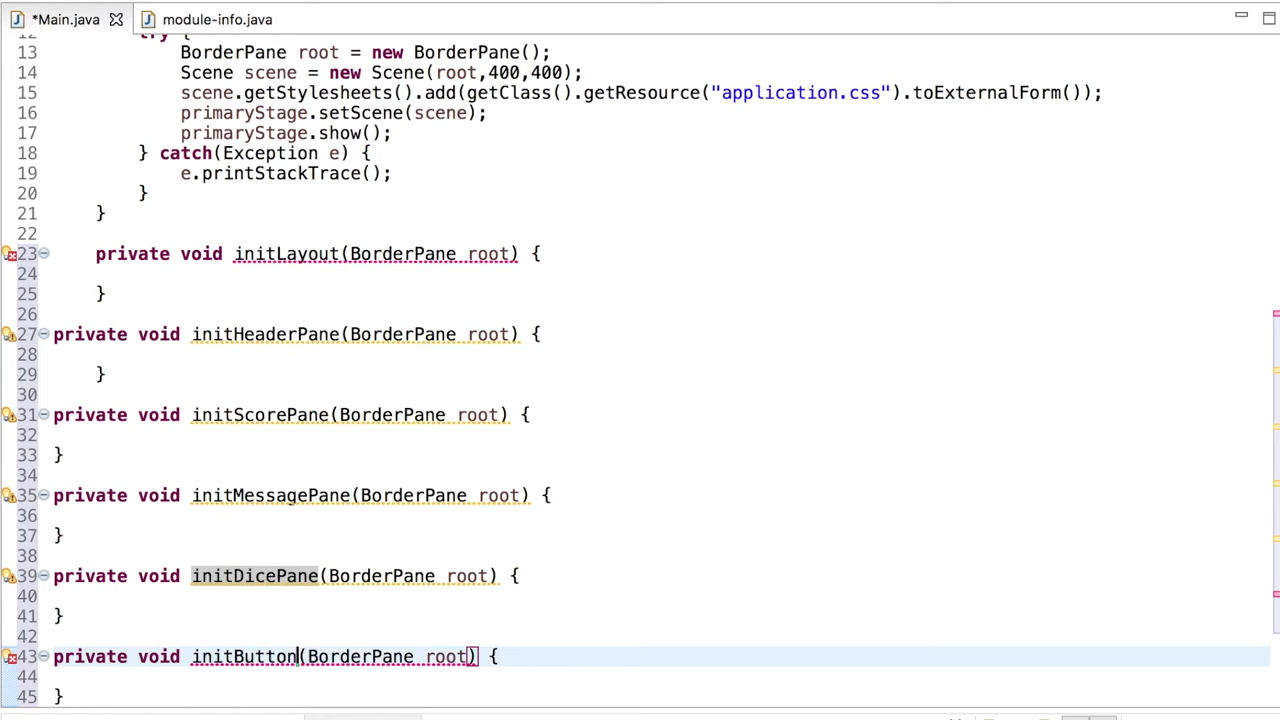 *Main.java module-info.java
12 try {
13 BorderPane root = new BorderPane();
14 Scene scene = new Scene(root,400,400);
15 scene.getStylesheets().add(getClass().getResource("application.css").toExternalForm());
16 primaryStage.setScene(scene);
17 primaryStage.show();
18 } catch(Exception e) {
19 e.printStackTrace();
20 }
21 }
22
23 private void initLayout(BorderPane root) {
24
25 }
26
27 private void initHeaderPane(BorderPane root) {
28
29 }
30
31 private void initScorePane(BorderPane root) {
32
33 }
34
35 private void initMessagePane(BorderPane root) {
36
37 }
38
39 private void initDicePane(BorderPane root) {
40
41 }
42
43 private void initButton(BorderPane root) {
44
45 }